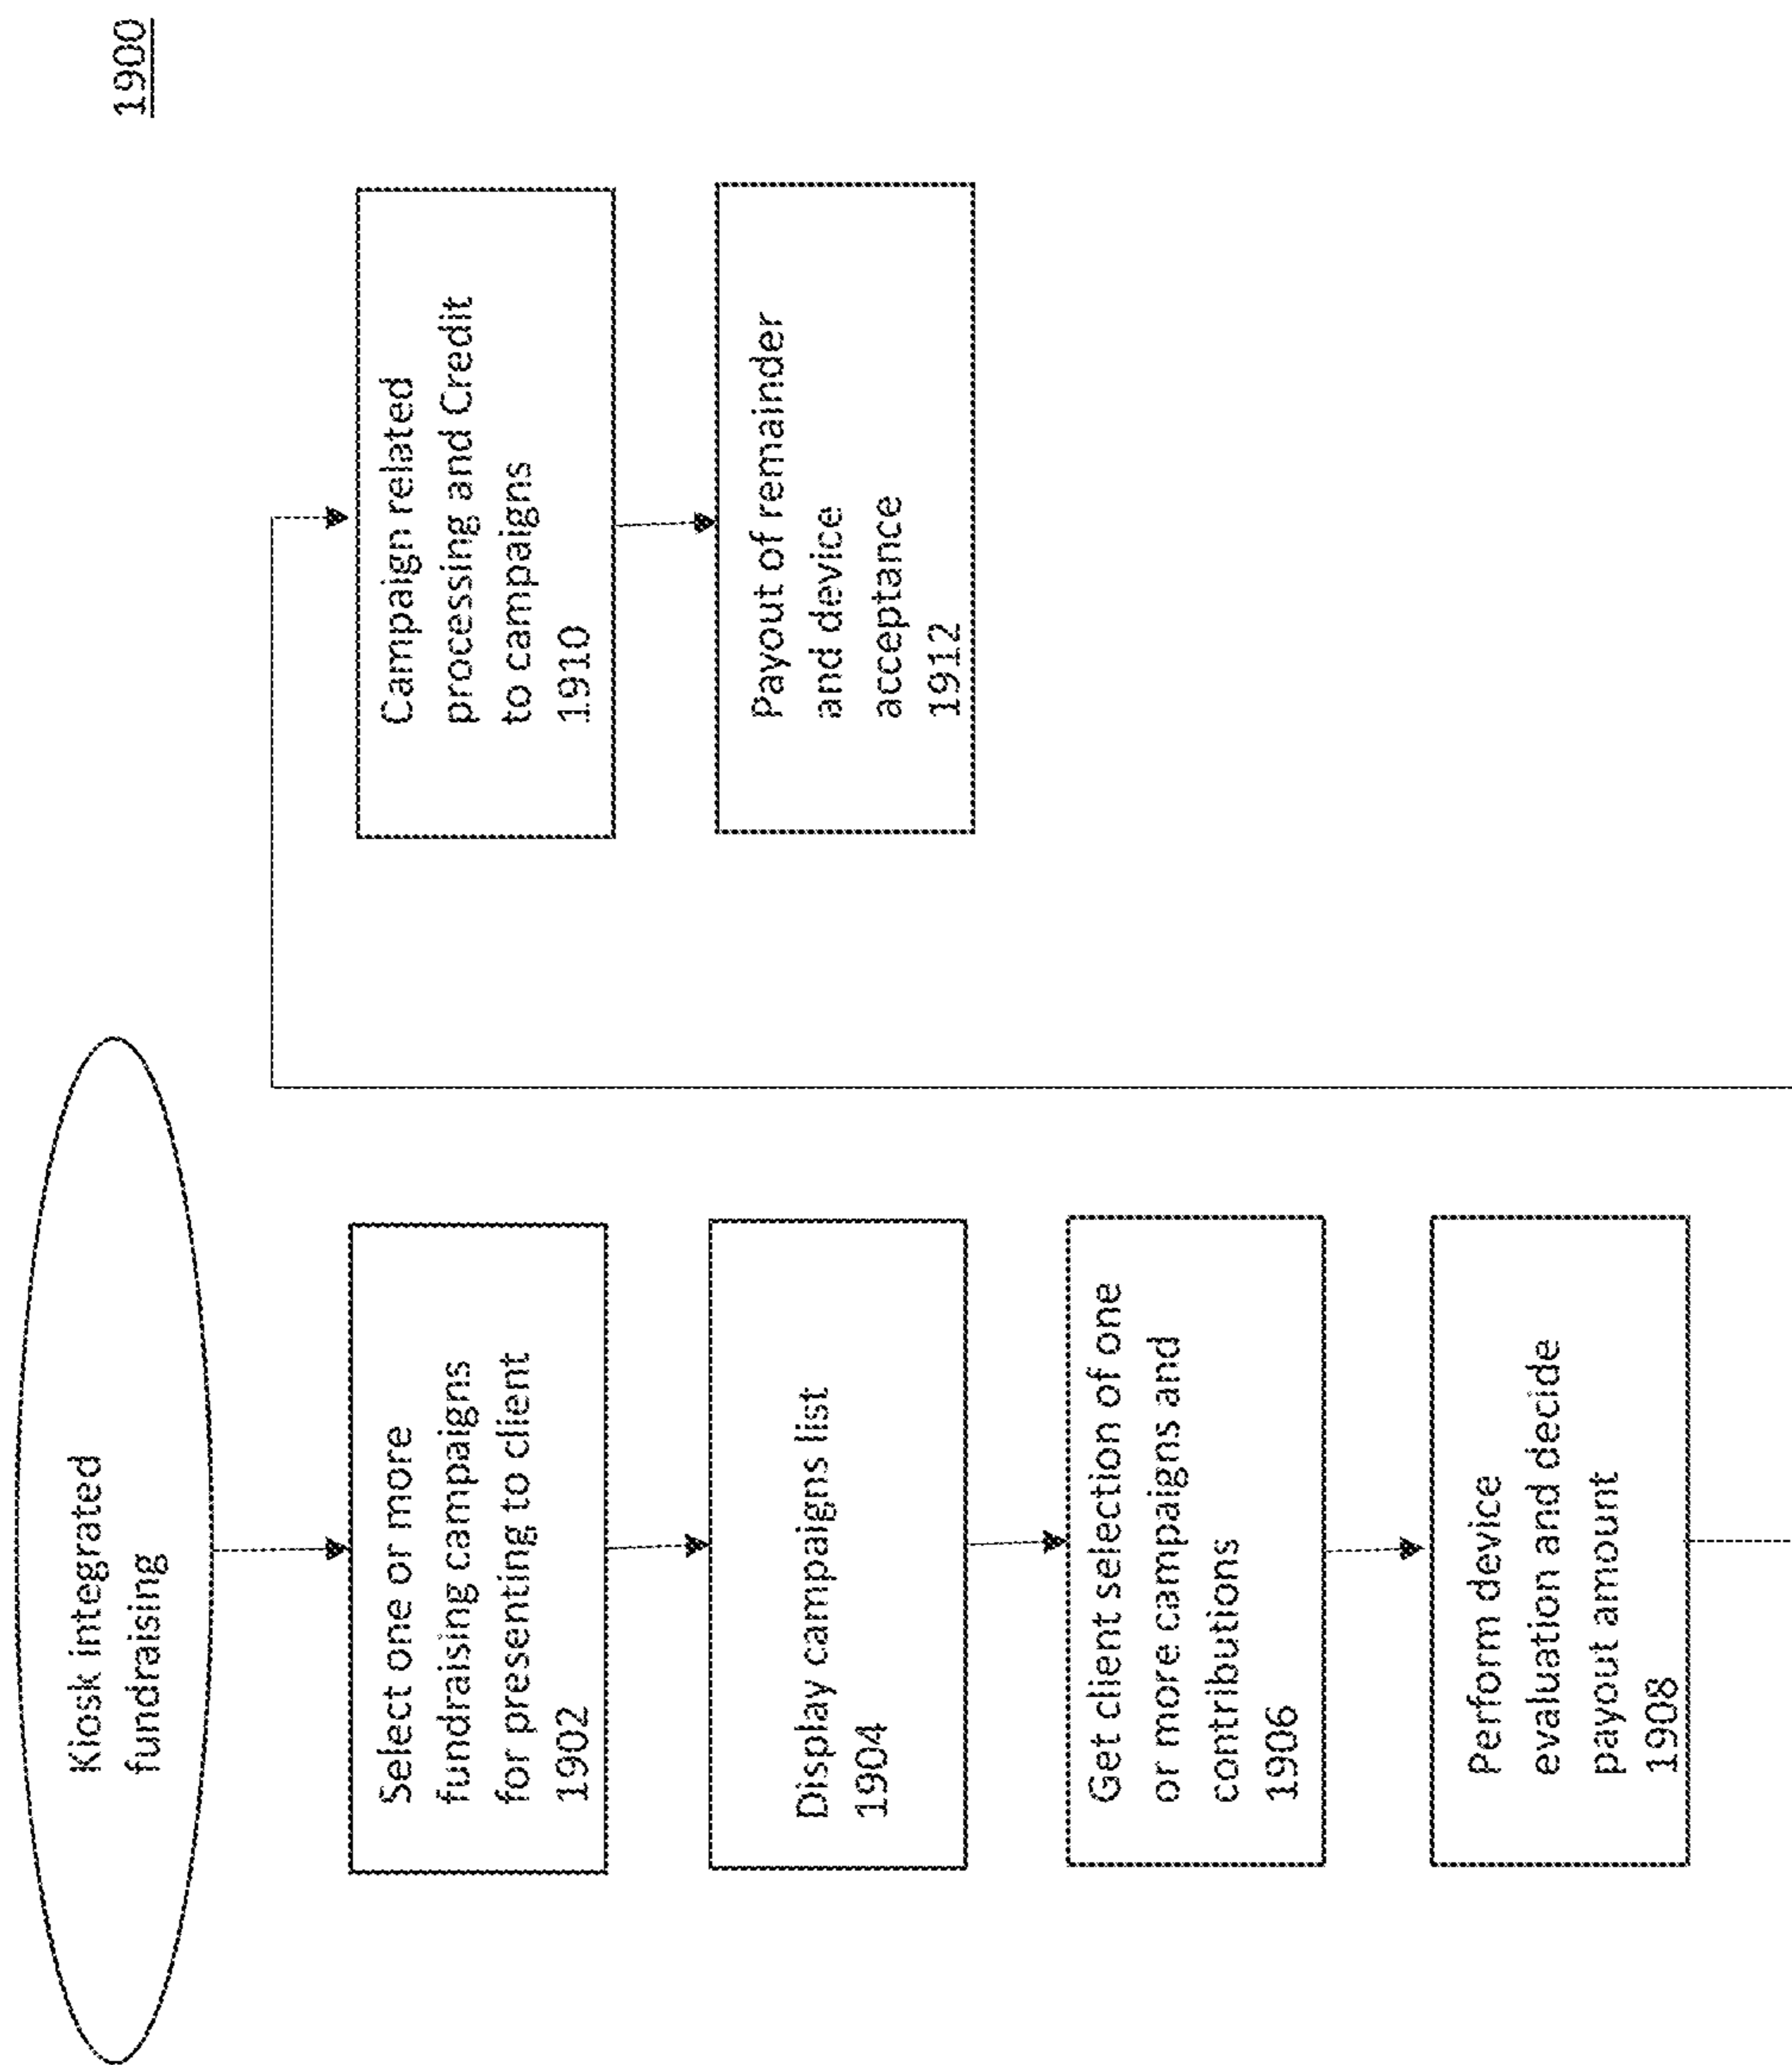 1900
Kiosk integrated
fundraising
Select one or more
fundraising campaigns
for presenting to client
1902
Display campaigns list
1904
Get client selection of one
or more campaigns and
contributions
1906
Perform device
evaluation and decide
payout amount
1908
Campaign related
processing and Credit
to campaigns
1910
Payout of remainder
and device
acceptance
1912